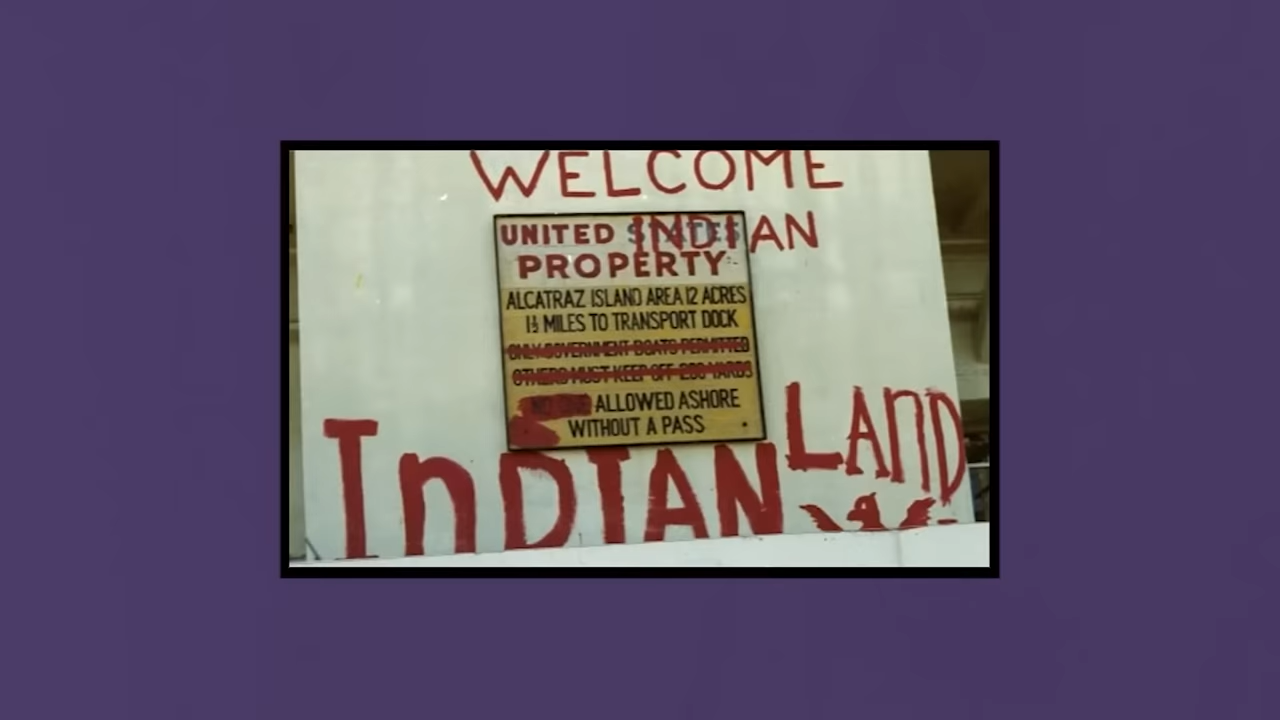 WELCOME
UNITED INDIAN
PROPERTY
ALCATRAZ ISLAND AREA 12 ACRES
1½ MILES TO TRANSPORT DOCK
ONLY GOVERNMENT BOATS PERMITTED
OTHERS MUST KEEP OFF 200 YARDS
ALLOWED ASHORE
WITHOUT A PASS
INDIAN LAND